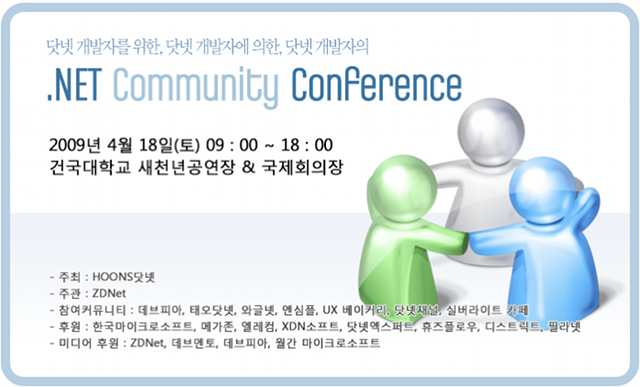 닷넷 개발자를 위한, 닷넷 개발자에 의한, 닷넷 개발자의
.NET Community Conference
2009년 4월 18일(토) 09 : 00 ~ 18 : 00
건국대학교 새천년공연장 & 국제회의장
- 주최 : HOONS닷넷
- 주관 : ZDNet
- 참여커뮤니티 : 데브피아, 태오닷넷, 와글넷, 엔심플, UX 베이커리, 닷넷채널, 실버라이트 카페
- 후원 : 한국마이크로소프트, 메가존, 엘레컴, XDN소프트, 닷넷엑스퍼트, 휴즈플로우, 디스트릭트, 필라넷
- 미디어 후원 : ZDNet, 데브멘토, 데브피아, 월간 마이크로소프트